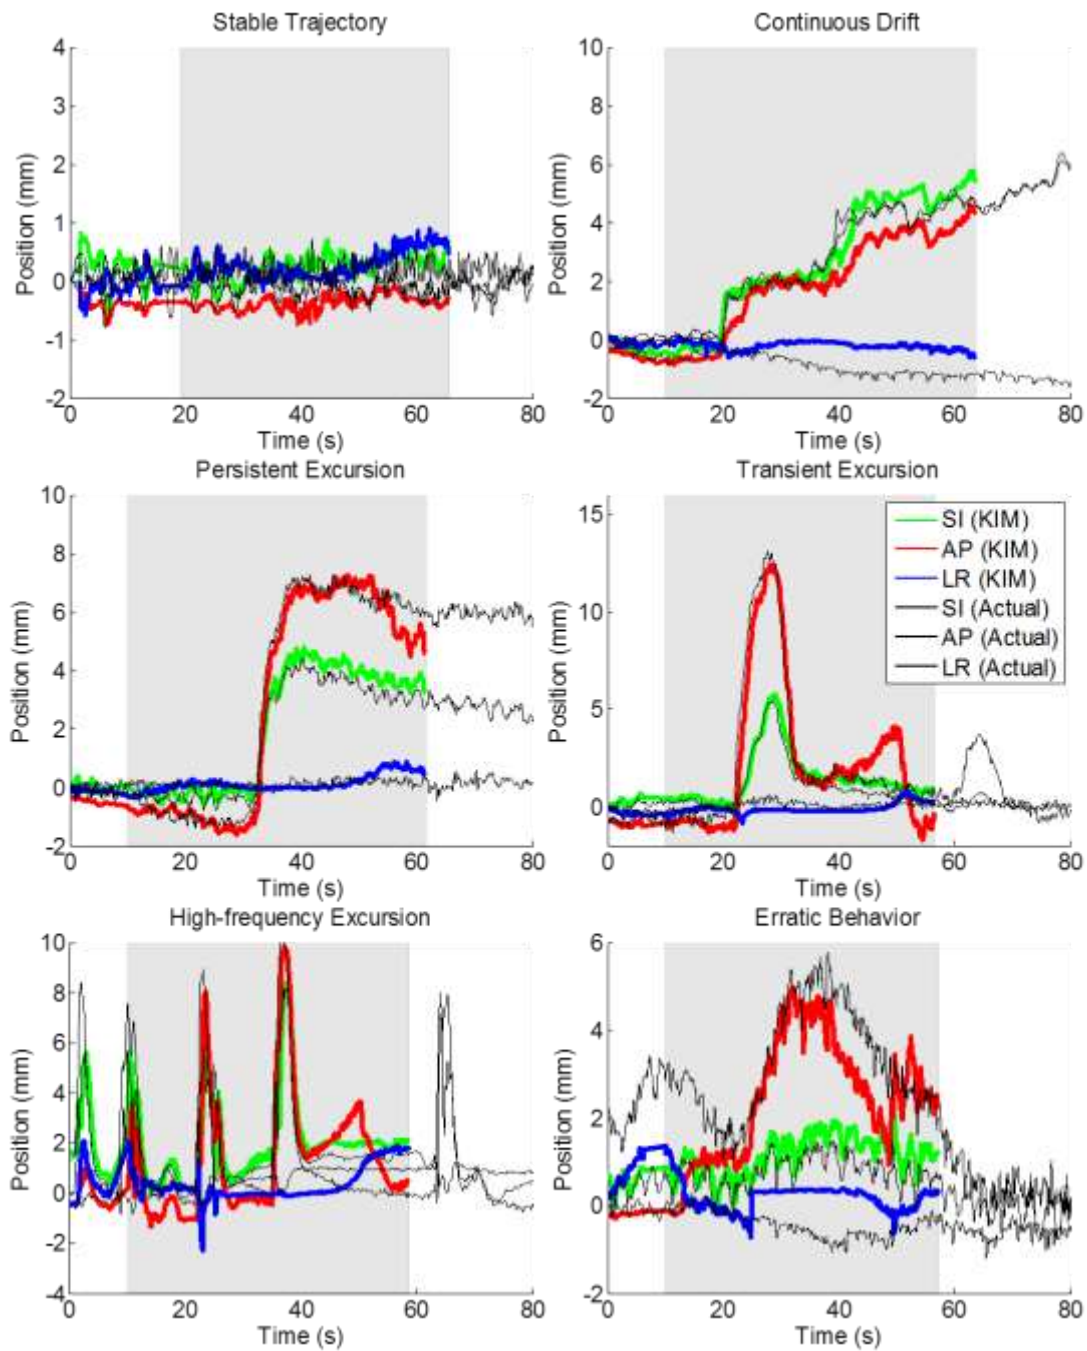 Stable Trajectory
Position (mm)
4
3
2
1
0
-1
-2
0 20 40 60 80
Time (s)
Continuous Drift
Position (mm)
10
8
6
4
2
0
-2
0 20 40 60 80
Time (s)
Persistent Excursion
Position (mm)
10
8
6
4
2
0
-2
0 20 40 60 80
Time (s)
Transient Excursion
Position (mm)
15
10
5
0
0 20 40 60 80
Time (s)
SI (KIM)
AP (KIM)
LR (KIM)
SI (Actual)
AP (Actual)
LR (Actual)
High-frequency Excursion
Position (mm)
10
8
6
4
2
0
-2
-4
0 20 40 60 80
Time (s)
Erratic Behavior
Position (mm)
6
4
2
0
-2
0 20 40 60 80
Time (s)